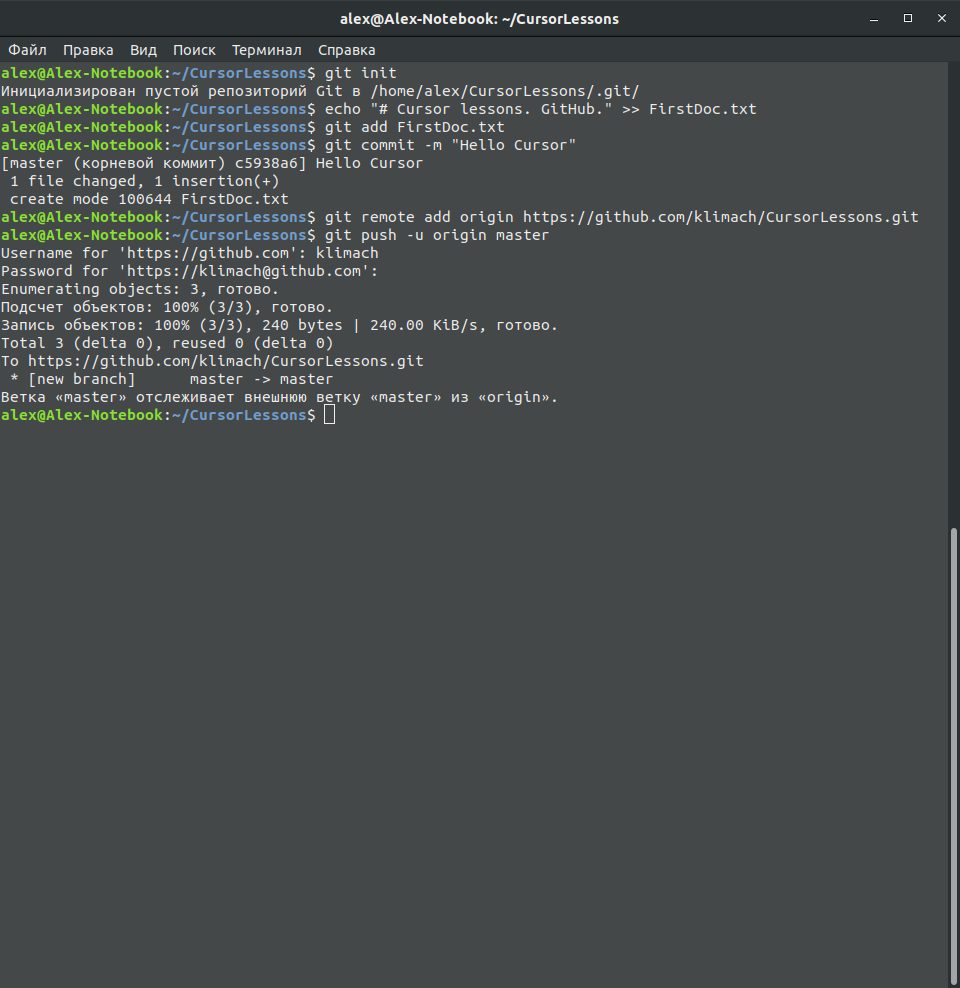 alex@Alex-Notebook: ~/CursorLessons
Файл Правка Вид Поиск Терминал Справка
alex@Alex-Notebook:~/CursorLessons$ git init
Инициализирован пустой репозиторий Git в /home/alex/CursorLessons/.git/
alex@Alex-Notebook:~/CursorLessons$ echo "# Cursor lessons. GitHub." >> FirstDoc.txt
alex@Alex-Notebook:~/CursorLessons$ git add FirstDoc.txt
alex@Alex-Notebook:~/CursorLessons$ git commit -m "Hello Cursor"
[master (корневой коммит) c5938a6] Hello Cursor
 1 file changed, 1 insertion(+)
 create mode 100644 FirstDoc.txt
alex@Alex-Notebook:~/CursorLessons$ git remote add origin https://github.com/klimach/CursorLessons.git
alex@Alex-Notebook:~/CursorLessons$ git push -u origin master
Username for 'https://github.com': klimach
Password for 'https://klimach@github.com':
Enumerating objects: 3, готово.
Подсчет объектов: 100% (3/3), готово.
Запись объектов: 100% (3/3), 240 bytes | 240.00 KiB/s, готово.
Total 3 (delta 0), reused 0 (delta 0)
To https://github.com/klimach/CursorLessons.git
 * [new branch]      master -> master
Ветка «master» отслеживает внешнюю ветку «master» из «origin».
alex@Alex-Notebook:~/CursorLessons$